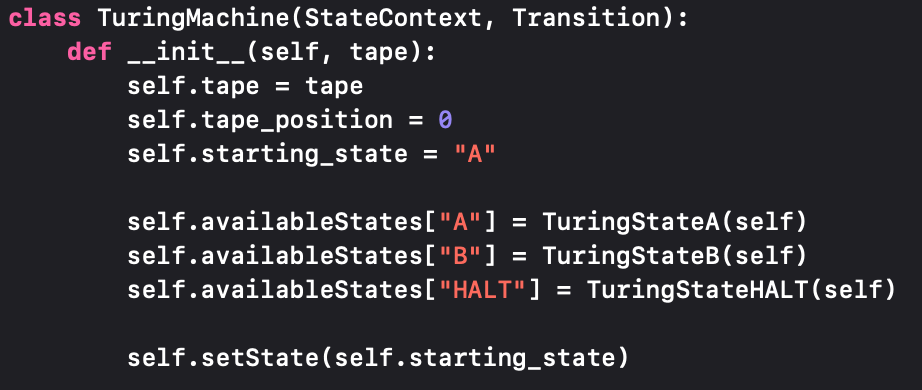 class TuringMachine(StateContext, Transition):
    def __init__(self, tape):
        self.tape = tape
        self.tape_position = 0
        self.starting_state = "A"

        self.availableStates["A"] = TuringStateA(self)
        self.availableStates["B"] = TuringStateB(self)
        self.availableStates["HALT"] = TuringStateHALT(self)

        self.setState(self.starting_state)